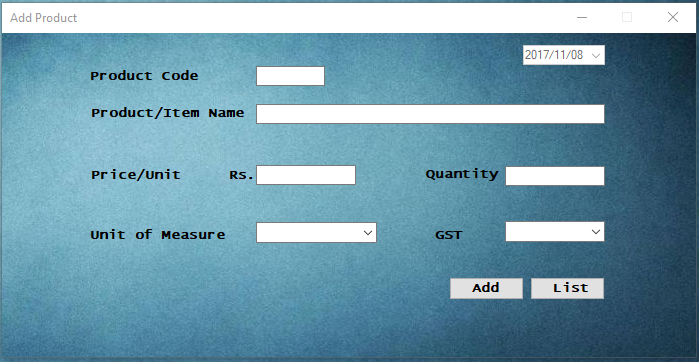 Add Product
2017/11/08
Product Code
Product/Item Name
Price/Unit Rs. Quantity
Unit of Measure GST
Add List